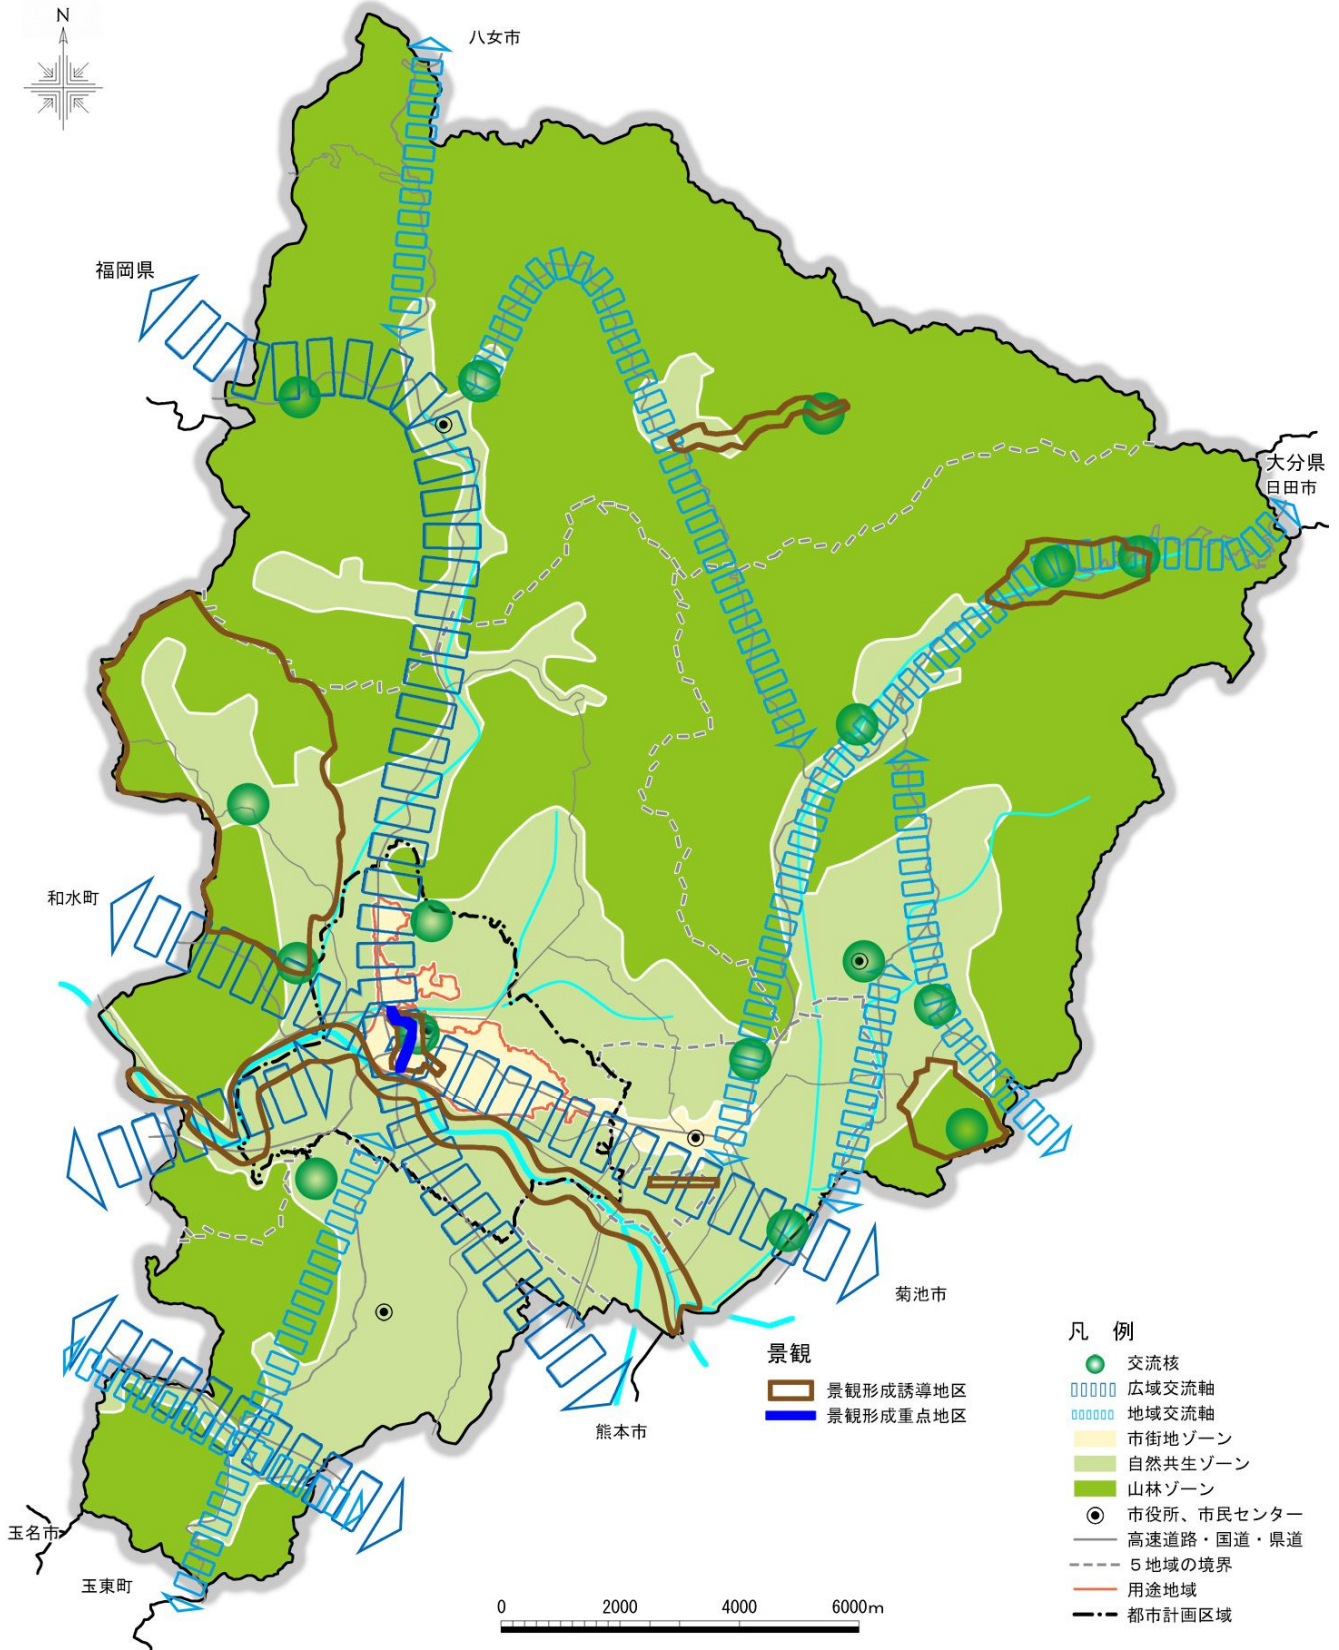 N
八女市
福岡県
大分県
日田市
和水町
菊池市
熊本市
玉名市
玉東町
景観
景観形成誘導地区
景観形成重点地区
凡 例
交流核
広域交流軸
地域交流軸
市街地ゾーン
自然共生ゾーン
山林ゾーン
市役所、市民センター
高速道路・国道・県道
5地域の境界
用途地域
都市計画区域
0 2000 4000 6000m